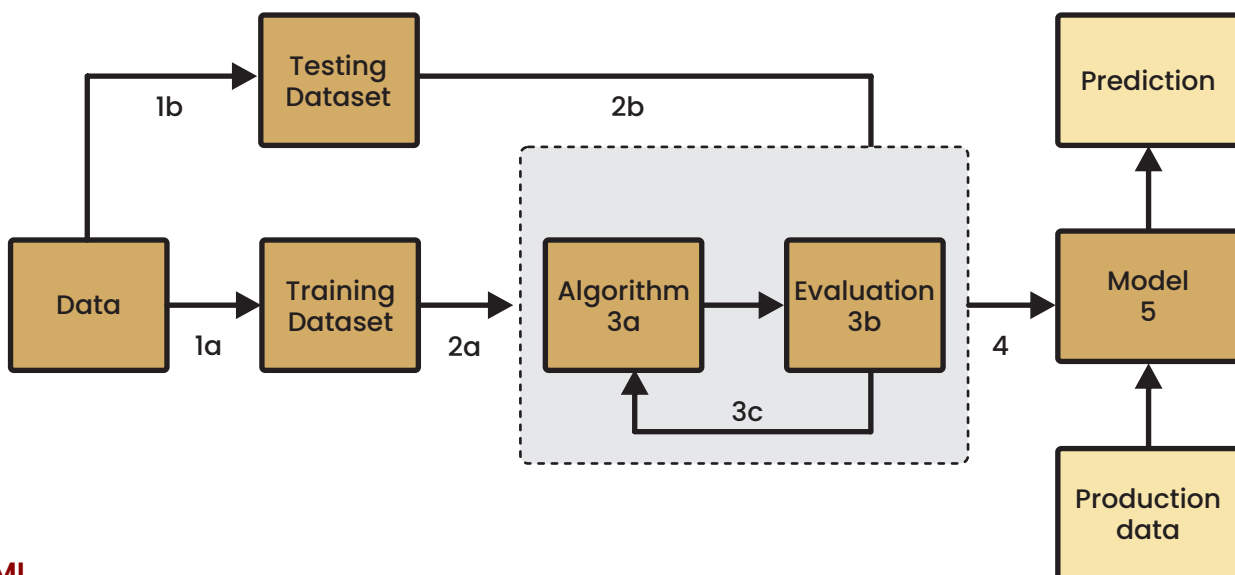 Testing
Dataset
1b
2b
Prediction
Data
1a
Training
Dataset
2a
Algorithm
3a
Evaluation
3b
3c
4
Model
5
Production
data